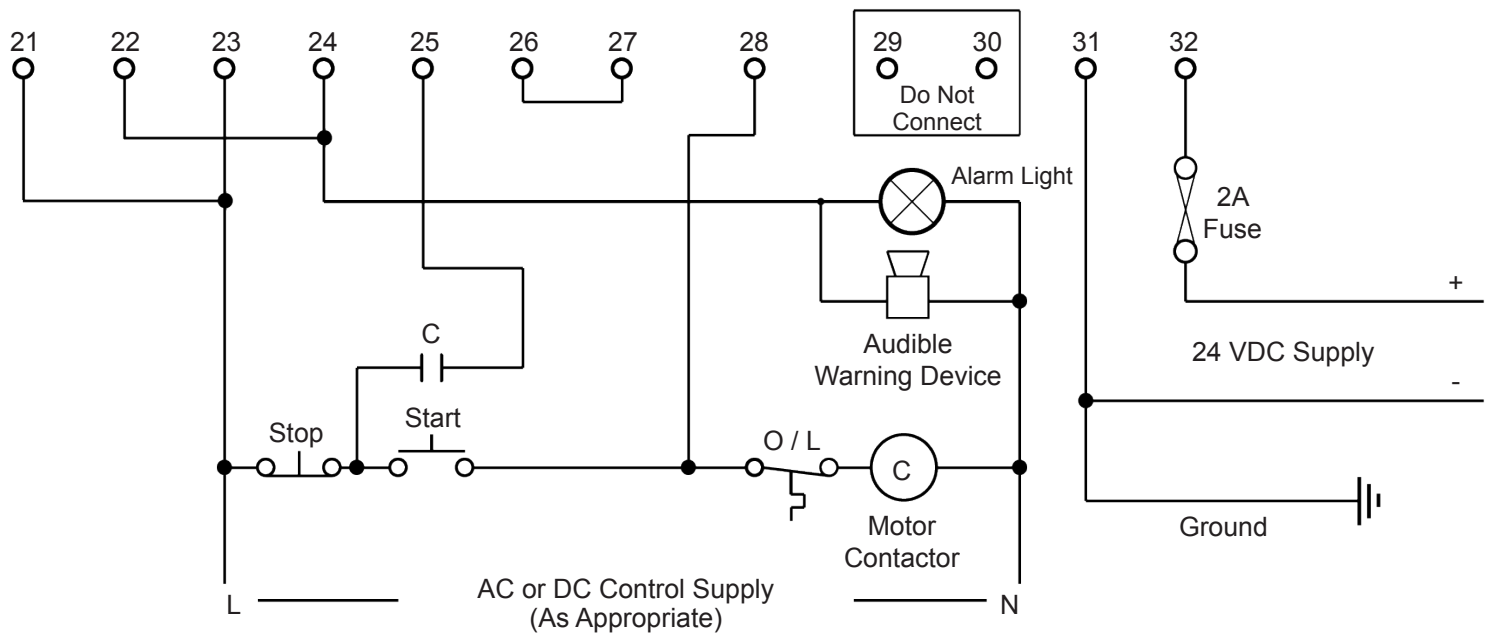 21
22
23
24
25
26
27
28
29
30
31
32
Do Not
Connect
Alarm Light
2A
Fuse
+
C
Audible
Warning Device
24 VDC Supply
-
Stop
Start
O / L
C
Motor
Contactor
Ground
AC or DC Control Supply
(As Appropriate)
L
N